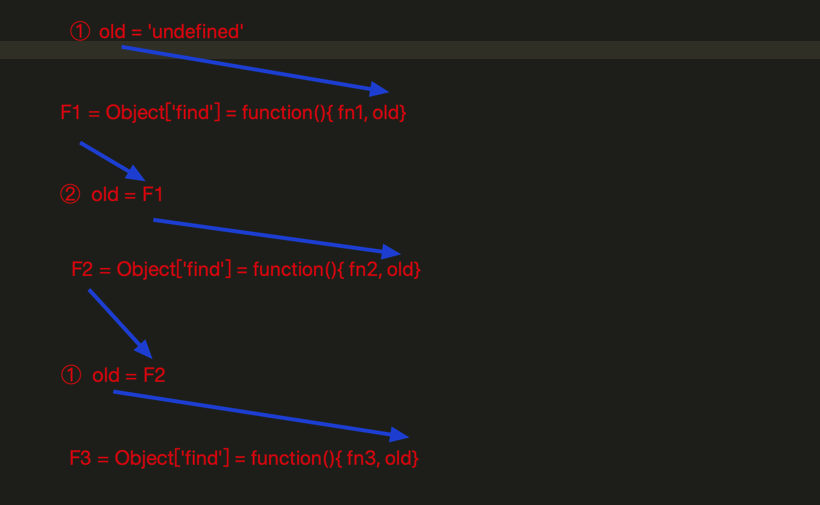 ① old = 'undefined'
F1 = Object['find'] = function(){ fn1, old}
② old = F1
F2 = Object['find'] = function(){ fn2, old}
① old = F2
F3 = Object['find'] = function(){ fn3, old}